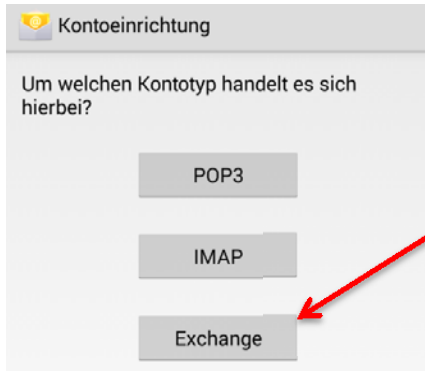 Kontoeinrichtung
Um welchen Kontotyp handelt es sich
hierbei?
POP3
IMAP
Exchange